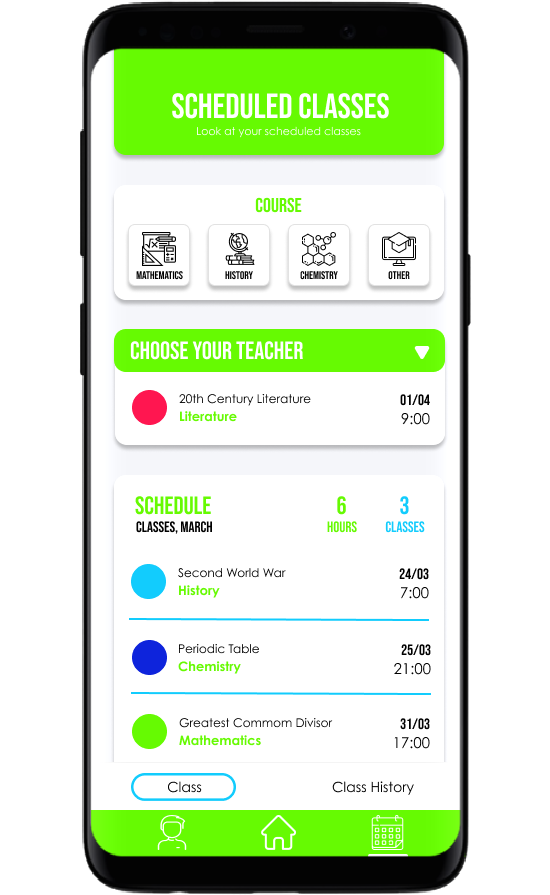 SCHEDULED CLASSES
Look at your scheduled classes
COURSE
MATHEMATICS
HISTORY
CHEMISTRY
OTHER
CHOOSE YOUR TEACHER
20th Century Literature
01/04
Literature
9:00
SCHEDULE
6
3
CLASSES, MARCH
HOURS
CLASSES
Second World War
24/03
History
7:00
Periodic Table
25/03
Chemistry
21:00
Greatest Commom Divisor
31/03
Mathematics
17:00
Class
Class History